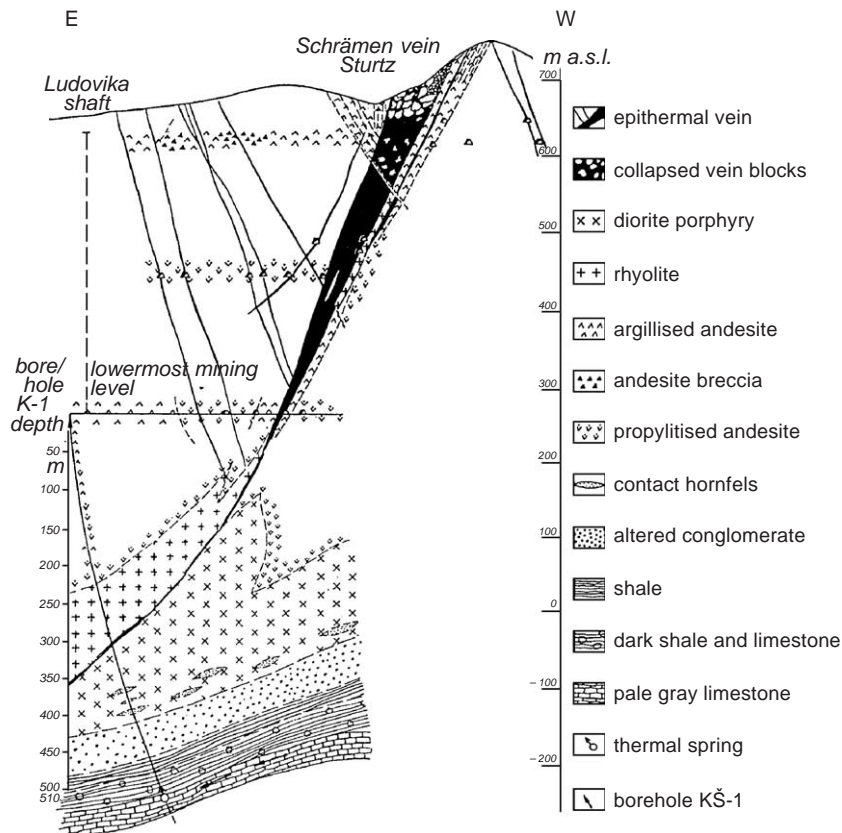 E
W
Schrämen vein
Sturtz
m a.s.l.
Ludovika
shaft
700
600
500
400
300
200
100
0
– 100
– 200
epithermal vein
collapsed vein blocks
diorite porphyry
rhyolite
argillised andesite
andesite breccia
propylitised andesite
contact hornfels
altered conglomerate
shale
dark shale and limestone
pale gray limestone
thermal spring
borehole KŠ-1
bore/
hole
K-1
depth
lowermost mining
level
50
m
100
150
200
250
300
350
400
450
500
510